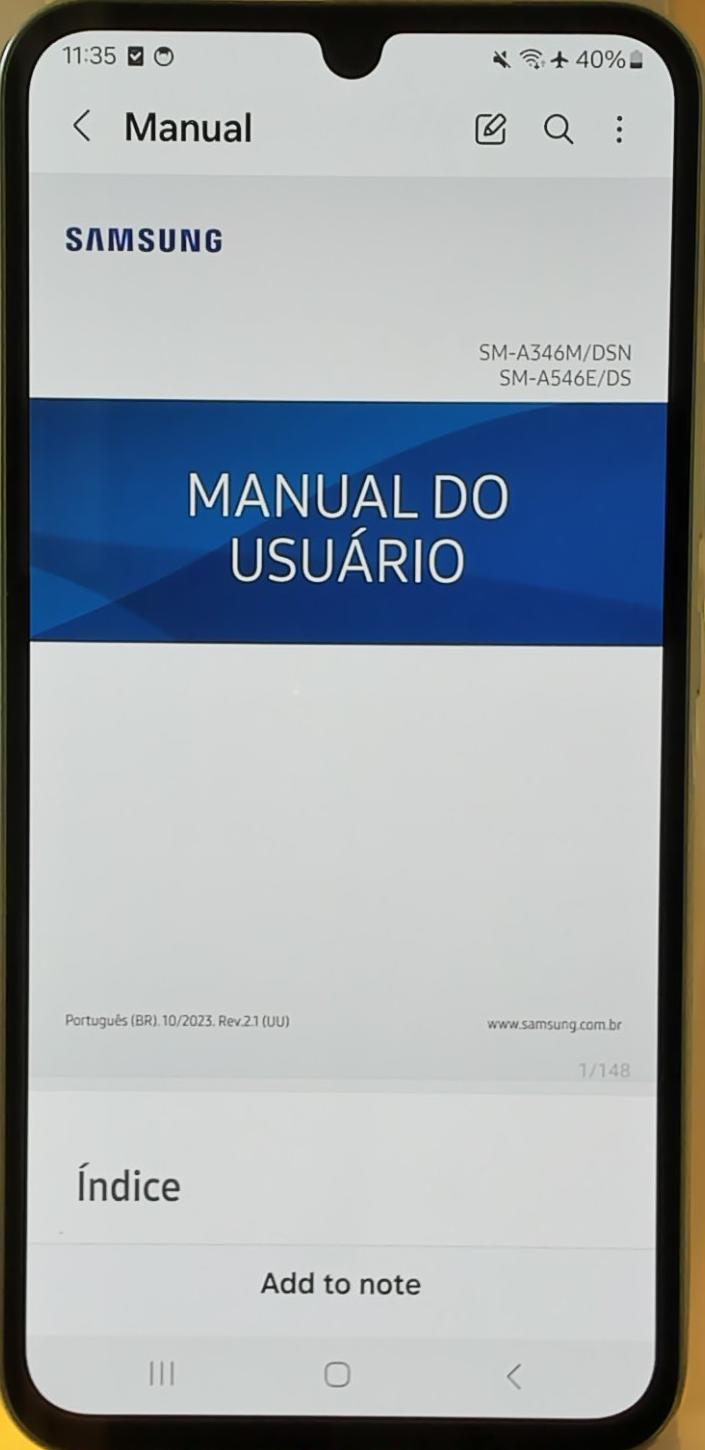 11:35 40%
Manual
SAMSUNG
SM-A346M/DSN
SM-A546E/DS
MANUAL DO
USUÁRIO
Português (BR). 10/2023. Rev.2.1 (UU) www.samsung.com.br
1/148
Índice
Add to note